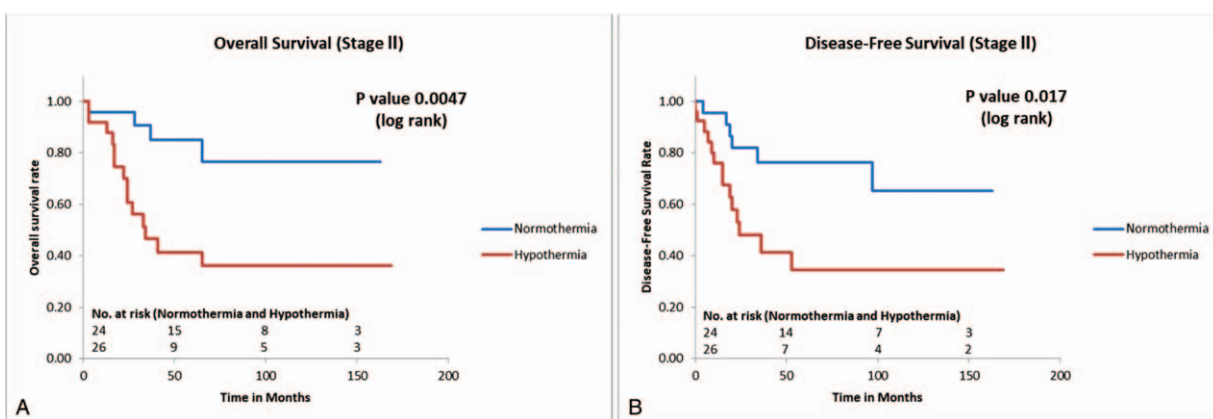 Overall Survival (Stage II)
P value 0.0047
(log rank)
1.00
0.80
0.60
0.40
0.20
0.00
Overall survival rate
Normothermia
Hypothermia
No. at risk (Normothermia and Hypothermia)
24 15 8 3
26 9 5 3
0 50 100 150 200
Time in Months
A
Disease-Free Survival (Stage II)
P value 0.017
(log rank)
1.00
0.80
0.60
0.40
0.20
0.00
Disease-Free Survival Rate
Normothermia
Hypothermia
No. at risk (Normothermia and Hypothermia)
24 14 7 3
26 7 4 2
0 50 100 150 200
Time in Months
B